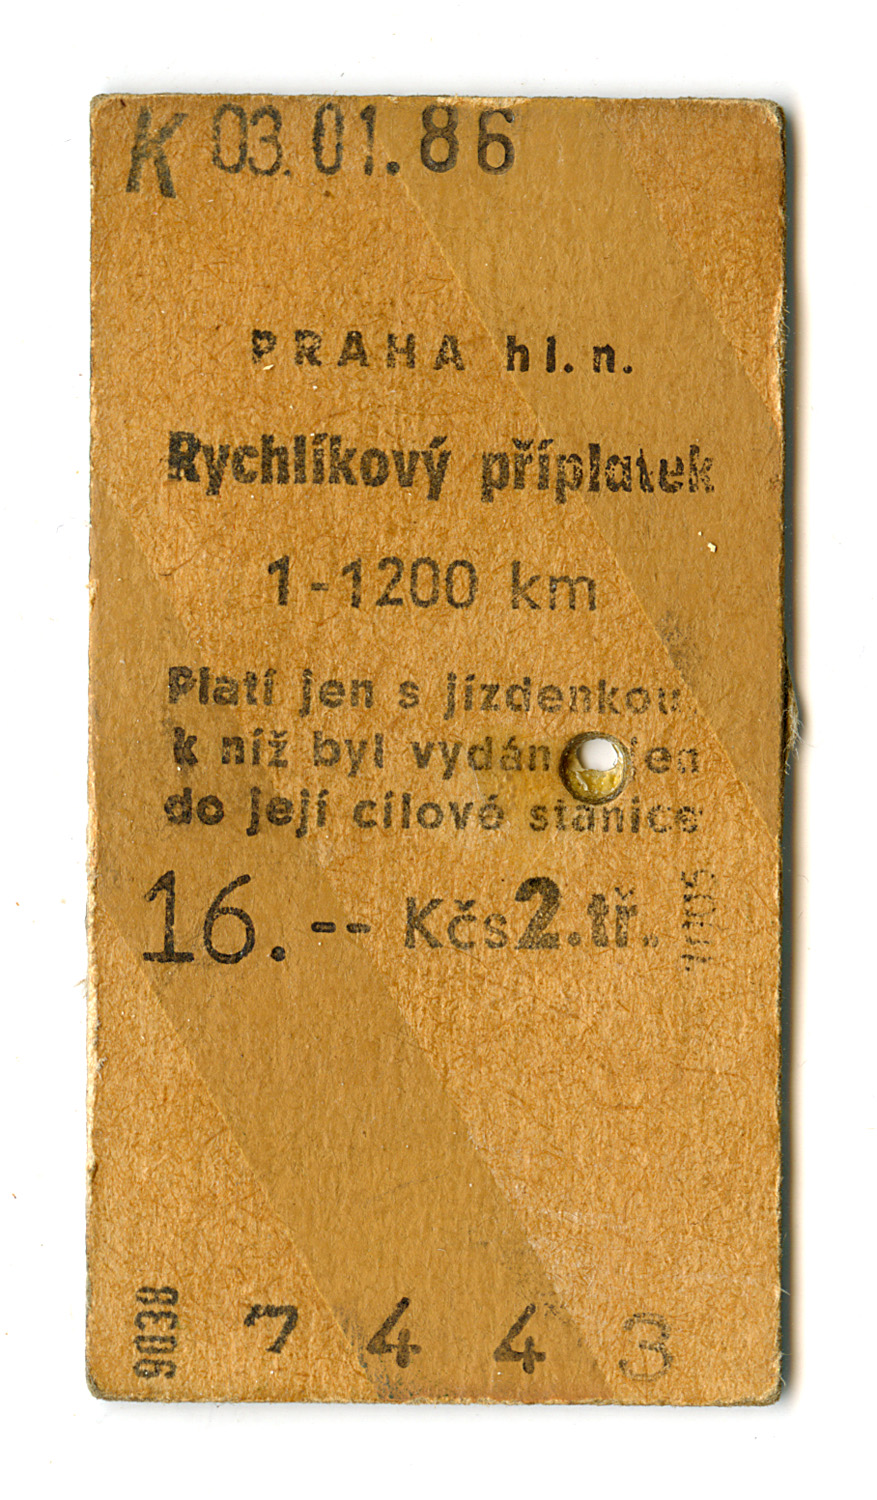 K 03.01.86
PRAHA hl. n.
Rychlíkový příplatek
1-1200 km
Platí jen s jízdenkou
k níž byl vydán jen
do její cílové stanice
16.-- Kčs 2. tř.
9038
7443